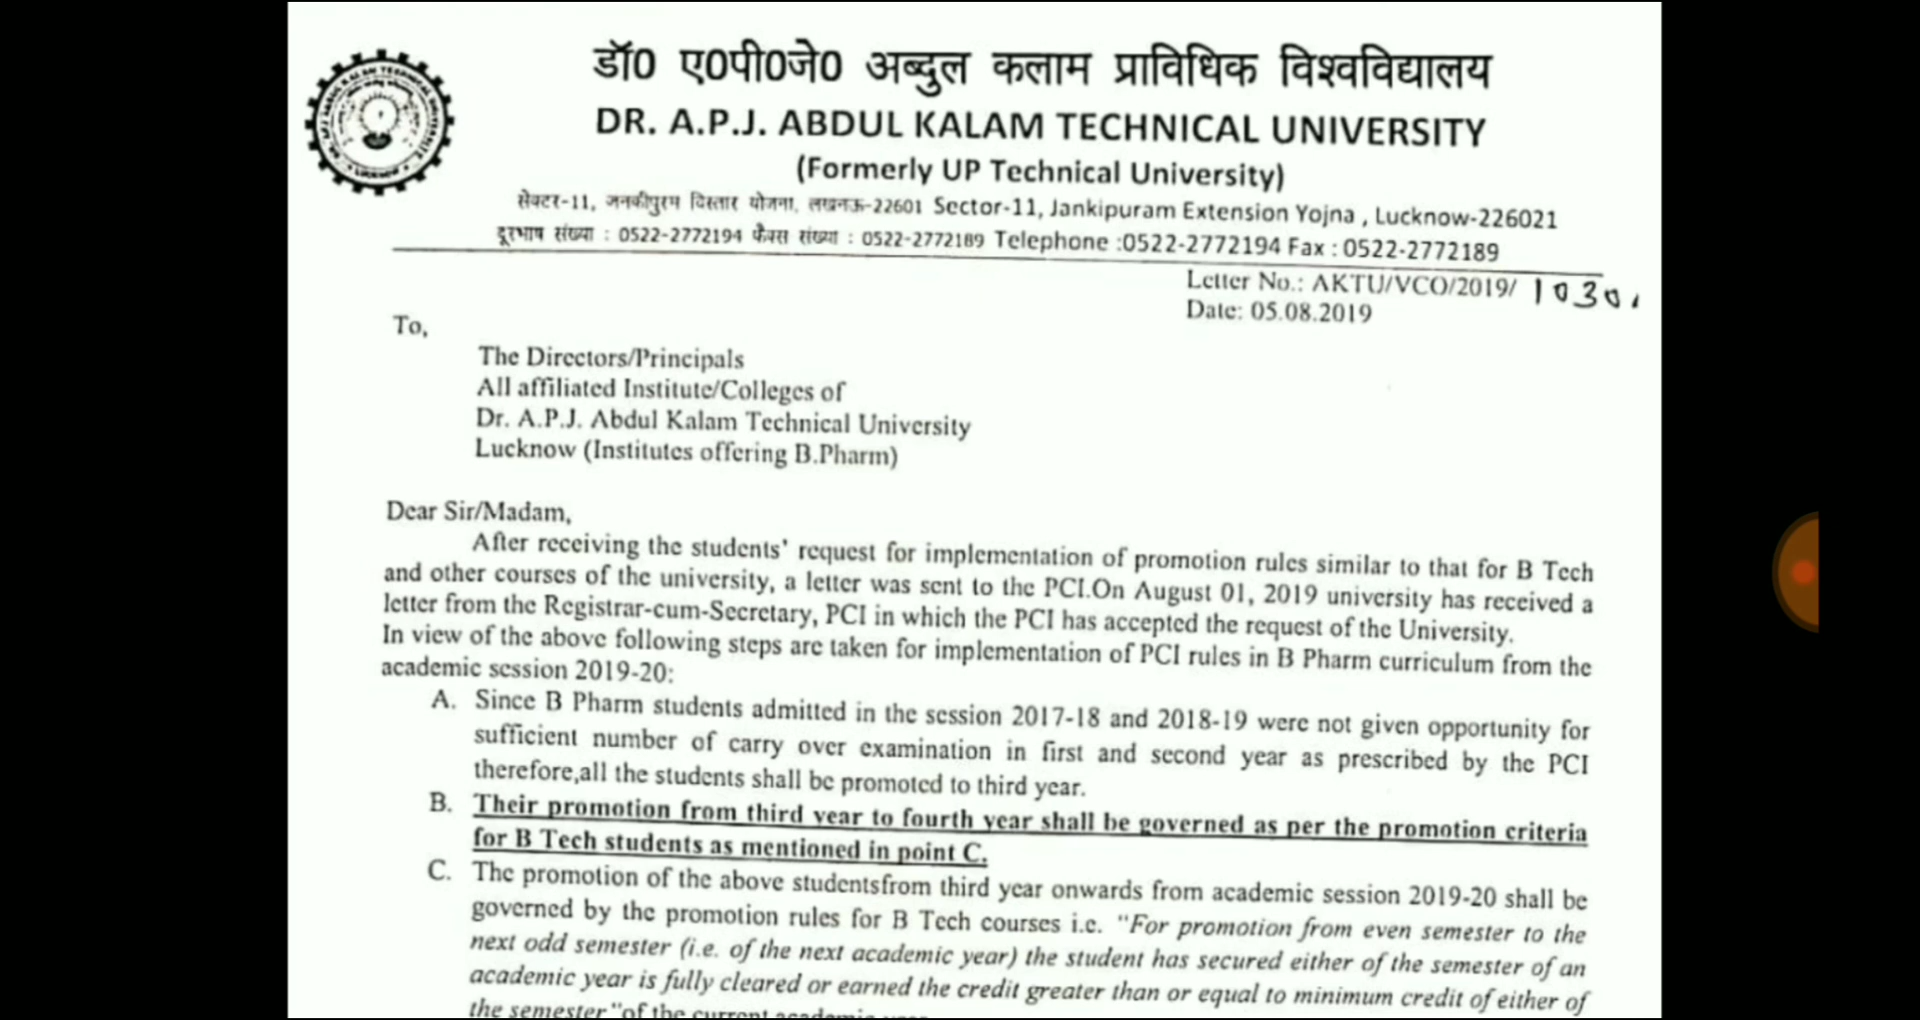 डॉ0 ए0पी0जे0 अब्दुल कलाम प्राविधिक विश्वविद्यालय
DR. A.P.J. ABDUL KALAM TECHNICAL UNIVERSITY
(Formerly UP Technical University)
सेक्टर-11, जनकीपुरम विस्तार योजना, लखनऊ-22601 Sector-11, Jankipuram Extension Yojna , Lucknow-226021
दूरभाष संख्या : 0522-2772194 फैक्स संख्या : 0522-2772189 Telephone :0522-2772194 Fax : 0522-2772189
Letter No.: AKTU/VCO/2019/ 1030
Date: 05.08.2019
To,
The Directors/Principals
All affiliated Institute/Colleges of
Dr. A.P.J. Abdul Kalam Technical University
Lucknow (Institutes offering B.Pharm)
Dear Sir/Madam,
After receiving the students' request for implementation of promotion rules similar to that for B Tech
and other courses of the university, a letter was sent to the PCI.On August 01, 2019 university has received a
letter from the Registrar-cum-Secretary, PCI in which the PCI has accepted the request of the University.
In view of the above following steps are taken for implementation of PCI rules in B Pharm curriculum from the
academic session 2019-20:
A. Since B Pharm students admitted in the session 2017-18 and 2018-19 were not given opportunity for
sufficient number of carry over examination in first and second year as prescribed by the PCI
therefore,all the students shall be promoted to third year.
B. Their promotion from third year to fourth year shall be governed as per the promotion criteria
for B Tech students as mentioned in point C.
C. The promotion of the above studentsfrom third year onwards from academic session 2019-20 shall be
governed by the promotion rules for B Tech courses i.e. "For promotion from even semester to the
next odd semester (i.e. of the next academic year) the student has secured either of the semester of an
academic year is fully cleared or earned the credit greater than or equal to minimum credit of either of
the semester "of the current academic year